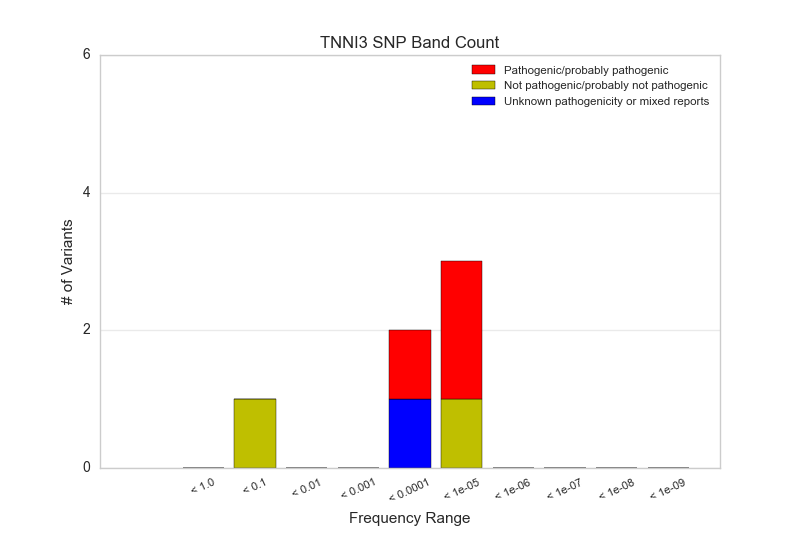 TNNI3 SNP Band Count
Pathogenic/probably pathogenic
Not pathogenic/probably not pathogenic
Unknown pathogenicity or mixed reports
# of Variants
6
4
2
0
< 1.0
< 0.1
< 0.01
< 0.001
< 0.0001
< 1e-05
< 1e-06
< 1e-07
< 1e-08
< 1e-09
Frequency Range